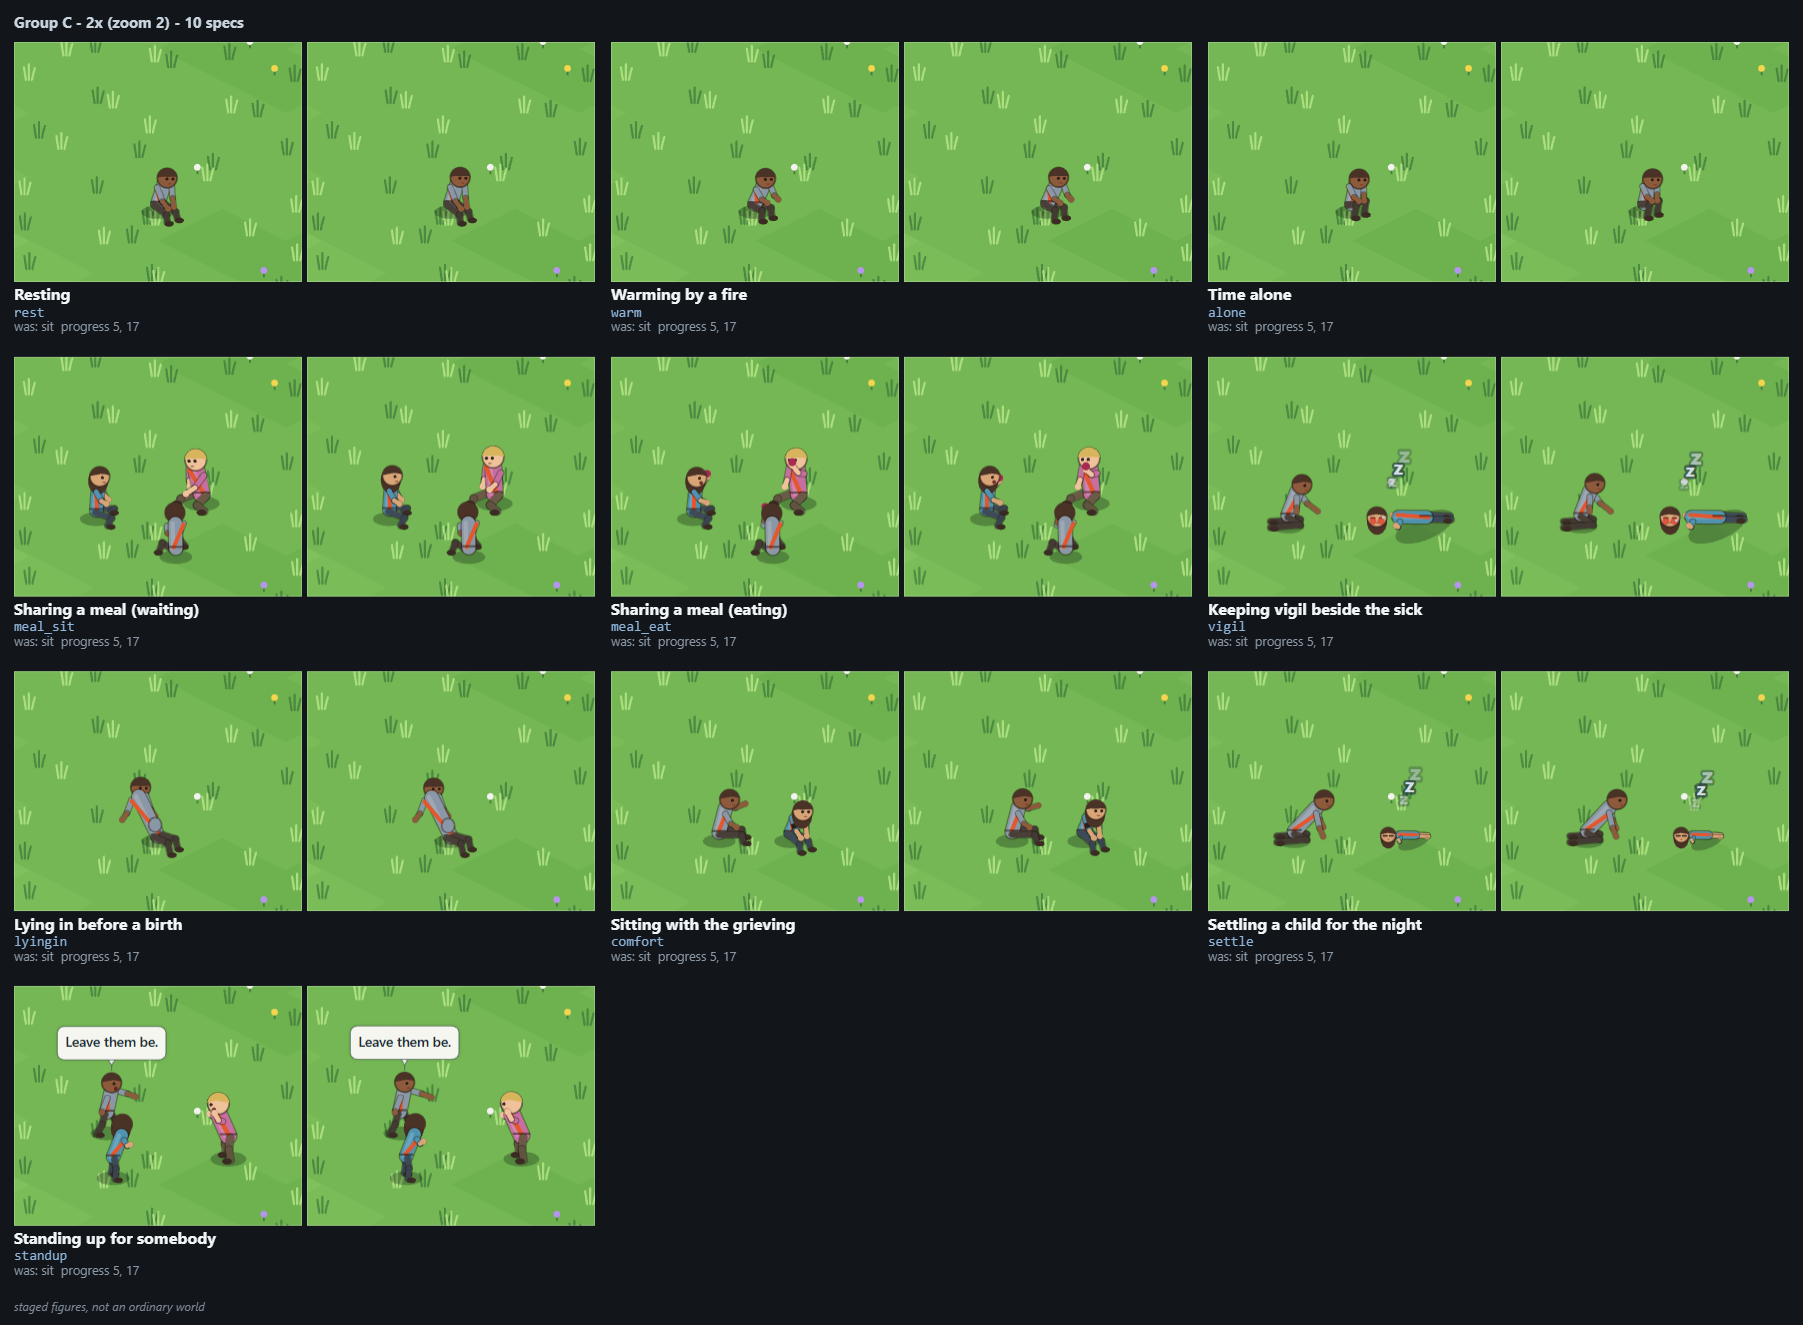 Group C - 2x (zoom 2) - 10 specs
Resting
rest
was: sit progress 5, 17
Warming by a fire
warm
was: sit progress 5, 17
Time alone
alone
was: sit progress 5, 17
Sharing a meal (waiting)
meal_sit
was: sit progress 5, 17
Sharing a meal (eating)
meal_eat
was: sit progress 5, 17
z
z
z
z
z
z
Keeping vigil beside the sick
vigil
was: sit progress 5, 17
Lying in before a birth
lyingin
was: sit progress 5, 17
Sitting with the grieving
comfort
was: sit progress 5, 17
z
z
z
z
z
z
Settling a child for the night
settle
was: sit progress 5, 17
Leave them be.
Leave them be.
Standing up for somebody
standup
was: sit progress 5, 17
staged figures, not an ordinary world